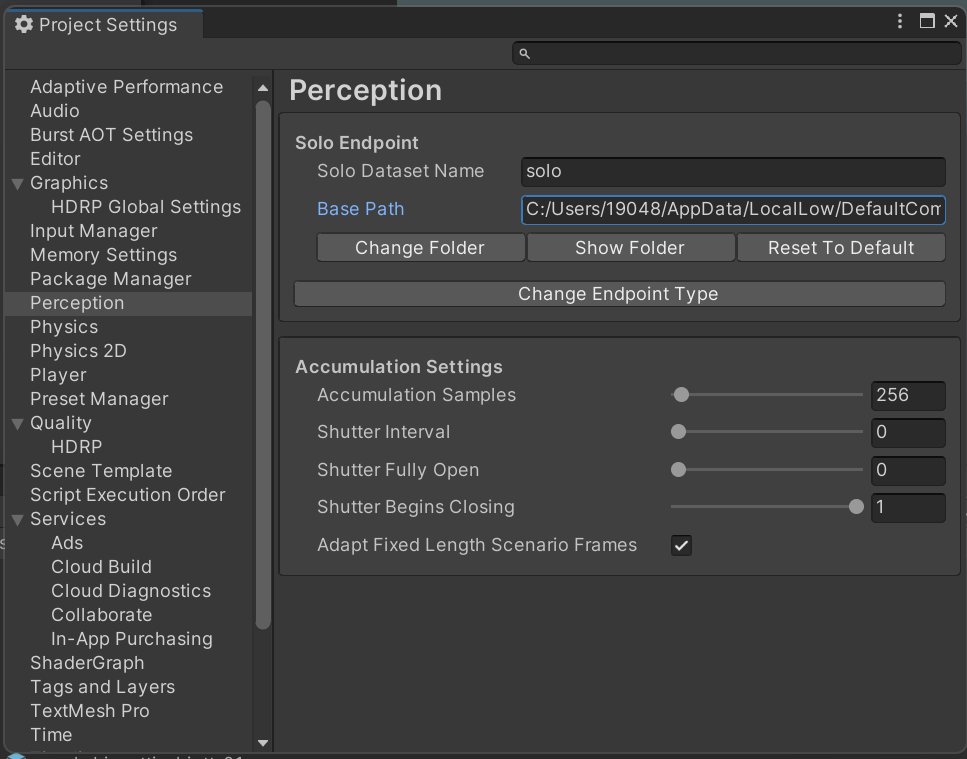 Project Settings
Adaptive Performance
Audio
Burst AOT Settings
Editor
Graphics
HDRP Global Settings
Input Manager
Memory Settings
Package Manager
Perception
Physics
Physics 2D
Player
Preset Manager
Quality
HDRP
Scene Template
Script Execution Order
Services
Ads
Cloud Build
Cloud Diagnostics
Collaborate
In-App Purchasing
ShaderGraph
Tags and Layers
TextMesh Pro
Time
Perception
Solo Endpoint
Solo Dataset Name solo
Base Path C:/Users/19048/AppData/LocalLow/DefaultCom
Change Folder Show Folder Reset To Default
Change Endpoint Type
Accumulation Settings
Accumulation Samples 256
Shutter Interval 0
Shutter Fully Open 0
Shutter Begins Closing 1
Adapt Fixed Length Scenario Frames